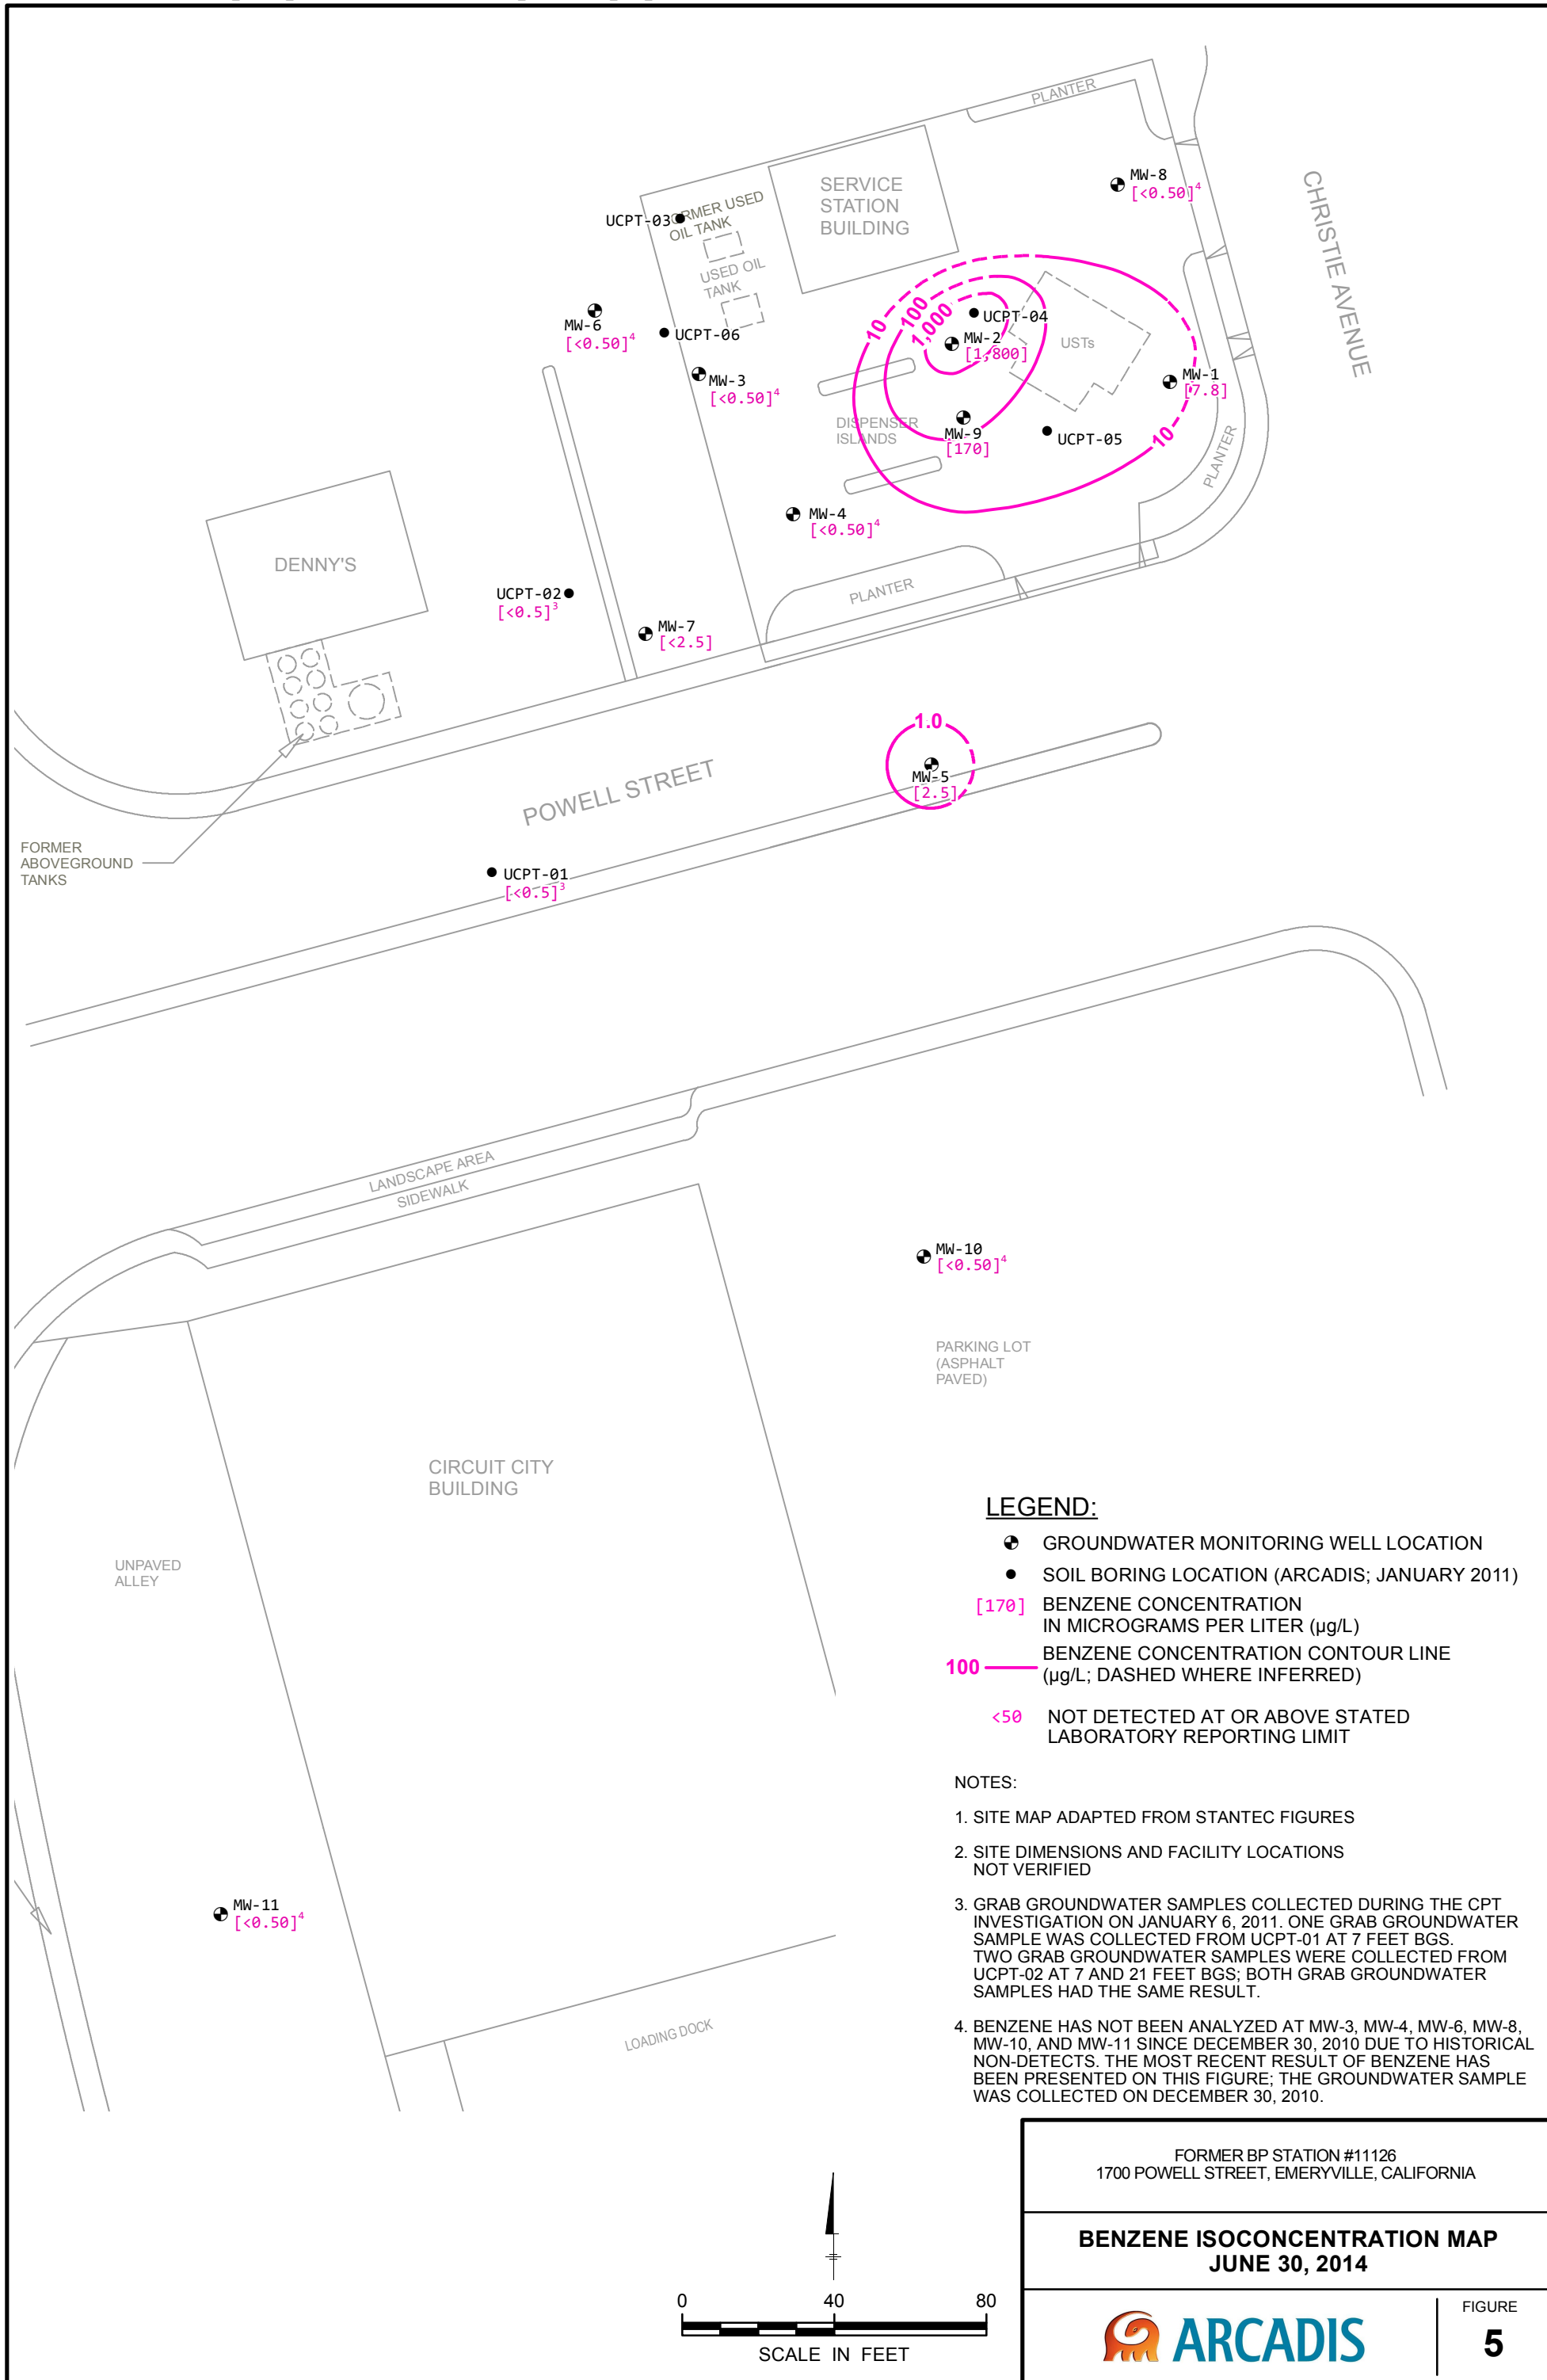 PLANTER
MW-8
[<0.50]4
SERVICE
STATION
BUILDING
CHRISTIE AVENUE
UCPT-03
ORMER USED
OIL TANK
USED OIL
TANK
MW-6
[<0.50]4
UCPT-06
MW-3
[<0.50]4
10
100
1,000
UCPT-04
MW-2
[1,800]
USTs
MW-1
[7.8]
DISPENSER
ISLANDS
MW-9
[170]
UCPT-05
10
PLANTER
MW-4
[<0.50]4
DENNY'S
UCPT-02
[<0.5]3
PLANTER
MW-7
[<2.5]
1.0
MW-5
[2.5]
POWELL STREET
FORMER
ABOVEGROUND
TANKS
UCPT-01
[<0.5]3
LANDSCAPE AREA
SIDEWALK
MW-10
[<0.50]4
PARKING LOT
(ASPHALT
PAVED)
CIRCUIT CITY
BUILDING
UNPAVED
ALLEY
MW-11
[<0.50]4
LOADING DOCK
LEGEND:
GROUNDWATER MONITORING WELL LOCATION
SOIL BORING LOCATION (ARCADIS; JANUARY 2011)
[170] BENZENE CONCENTRATION
IN MICROGRAMS PER LITER (µg/L)
100 BENZENE CONCENTRATION CONTOUR LINE
(µg/L; DASHED WHERE INFERRED)
<50 NOT DETECTED AT OR ABOVE STATED
LABORATORY REPORTING LIMIT
NOTES:
1. SITE MAP ADAPTED FROM STANTEC FIGURES
2. SITE DIMENSIONS AND FACILITY LOCATIONS
NOT VERIFIED
3. GRAB GROUNDWATER SAMPLES COLLECTED DURING THE CPT
INVESTIGATION ON JANUARY 6, 2011. ONE GRAB GROUNDWATER
SAMPLE WAS COLLECTED FROM UCPT-01 AT 7 FEET BGS.
TWO GRAB GROUNDWATER SAMPLES WERE COLLECTED FROM
UCPT-02 AT 7 AND 21 FEET BGS; BOTH GRAB GROUNDWATER
SAMPLES HAD THE SAME RESULT.
4. BENZENE HAS NOT BEEN ANALYZED AT MW-3, MW-4, MW-6, MW-8,
MW-10, AND MW-11 SINCE DECEMBER 30, 2010 DUE TO HISTORICAL
NON-DETECTS. THE MOST RECENT RESULT OF BENZENE HAS
BEEN PRESENTED ON THIS FIGURE; THE GROUNDWATER SAMPLE
WAS COLLECTED ON DECEMBER 30, 2010.
0 40 80
SCALE IN FEET
FORMER BP STATION #11126
1700 POWELL STREET, EMERYVILLE, CALIFORNIA
BENZENE ISOCONCENTRATION MAP
JUNE 30, 2014
ARCADIS
FIGURE
5